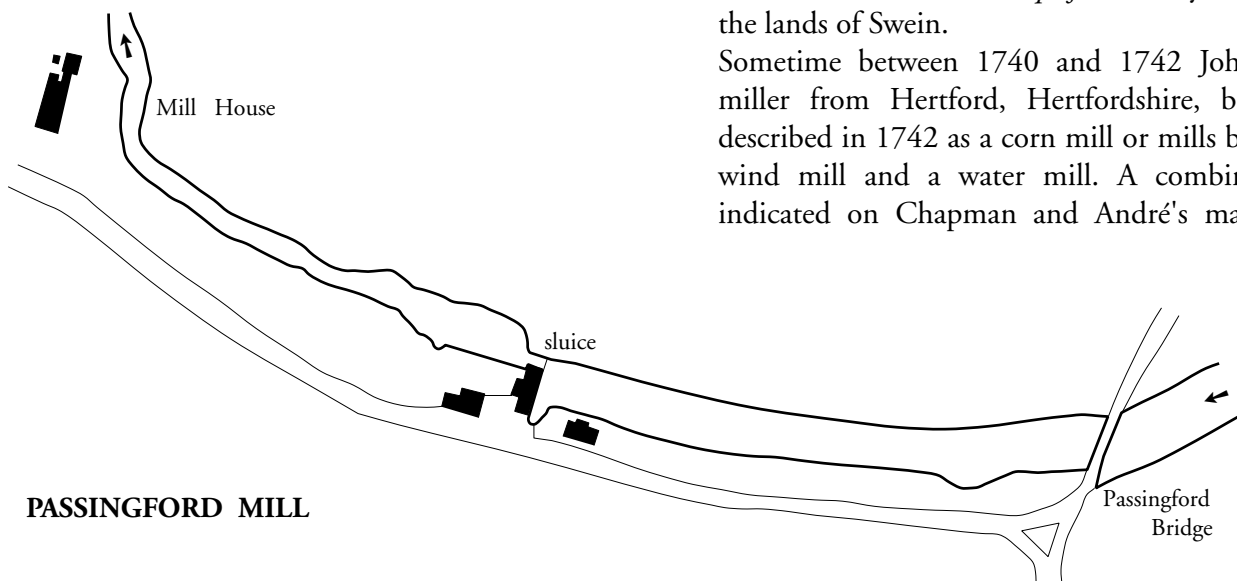 the lands of Swein.
Sometime between 1740 and 1742 Joh
miller from Hertford, Hertfordshire, b
described in 1742 as a corn mill or mills b
wind mill and a water mill. A combin
indicated on Chapman and André's ma
Mill House
sluice
PASSINGFORD MILL
Passingford
Bridge